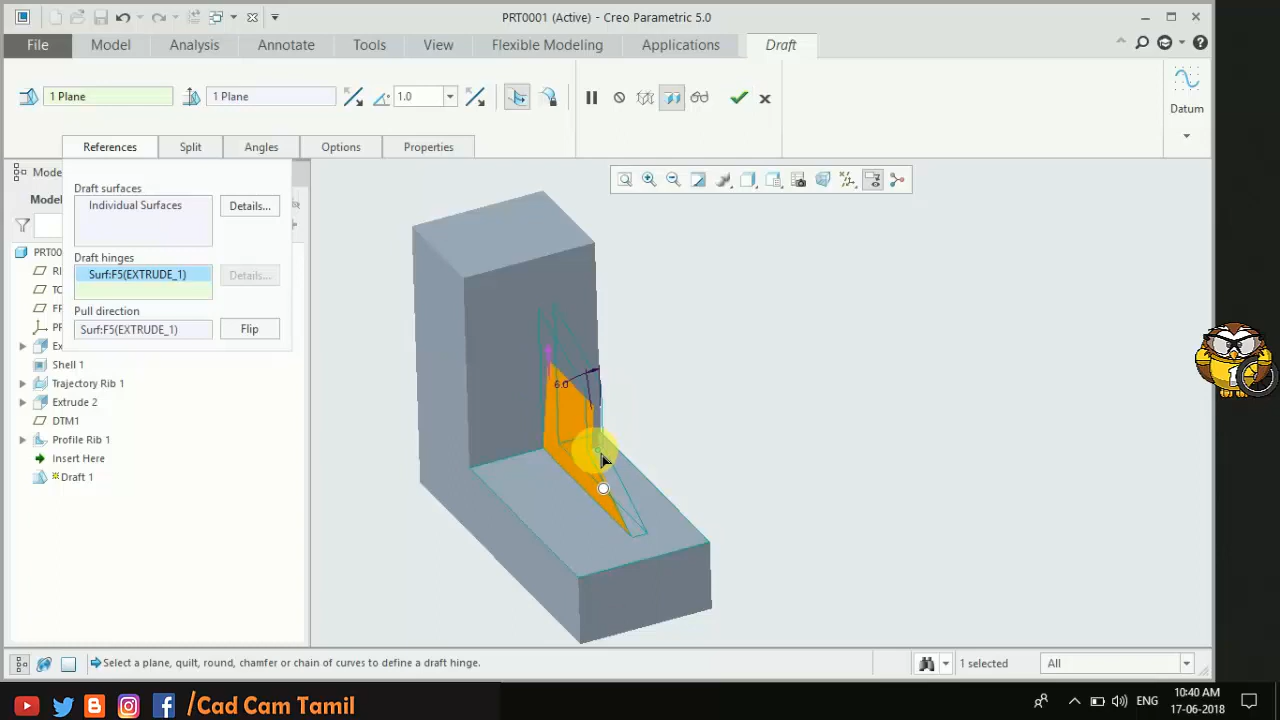 PRT0001 (Active) - Creo Parametric 5.0
File Model Analysis Annotate Tools View Flexible Modeling Applications Draft
1 Plane 1 Plane 1.0
Datum
References Split Angles Options Properties
Draft surfaces
Individual Surfaces
Details...
Draft hinges
Surf:F5(EXTRUDE_1)
Details...
Pull direction
Surf:F5(EXTRUDE_1)
Flip
Shell 1
Trajectory Rib 1
Extrude 2
DTM1
Profile Rib 1
Insert Here
Draft 1
6.0
Select a plane, quilt, round, chamfer or chain of curves to define a draft hinge.
1 selected
All
/Cad Cam Tamil
ENG
10:40 AM
17-06-2018